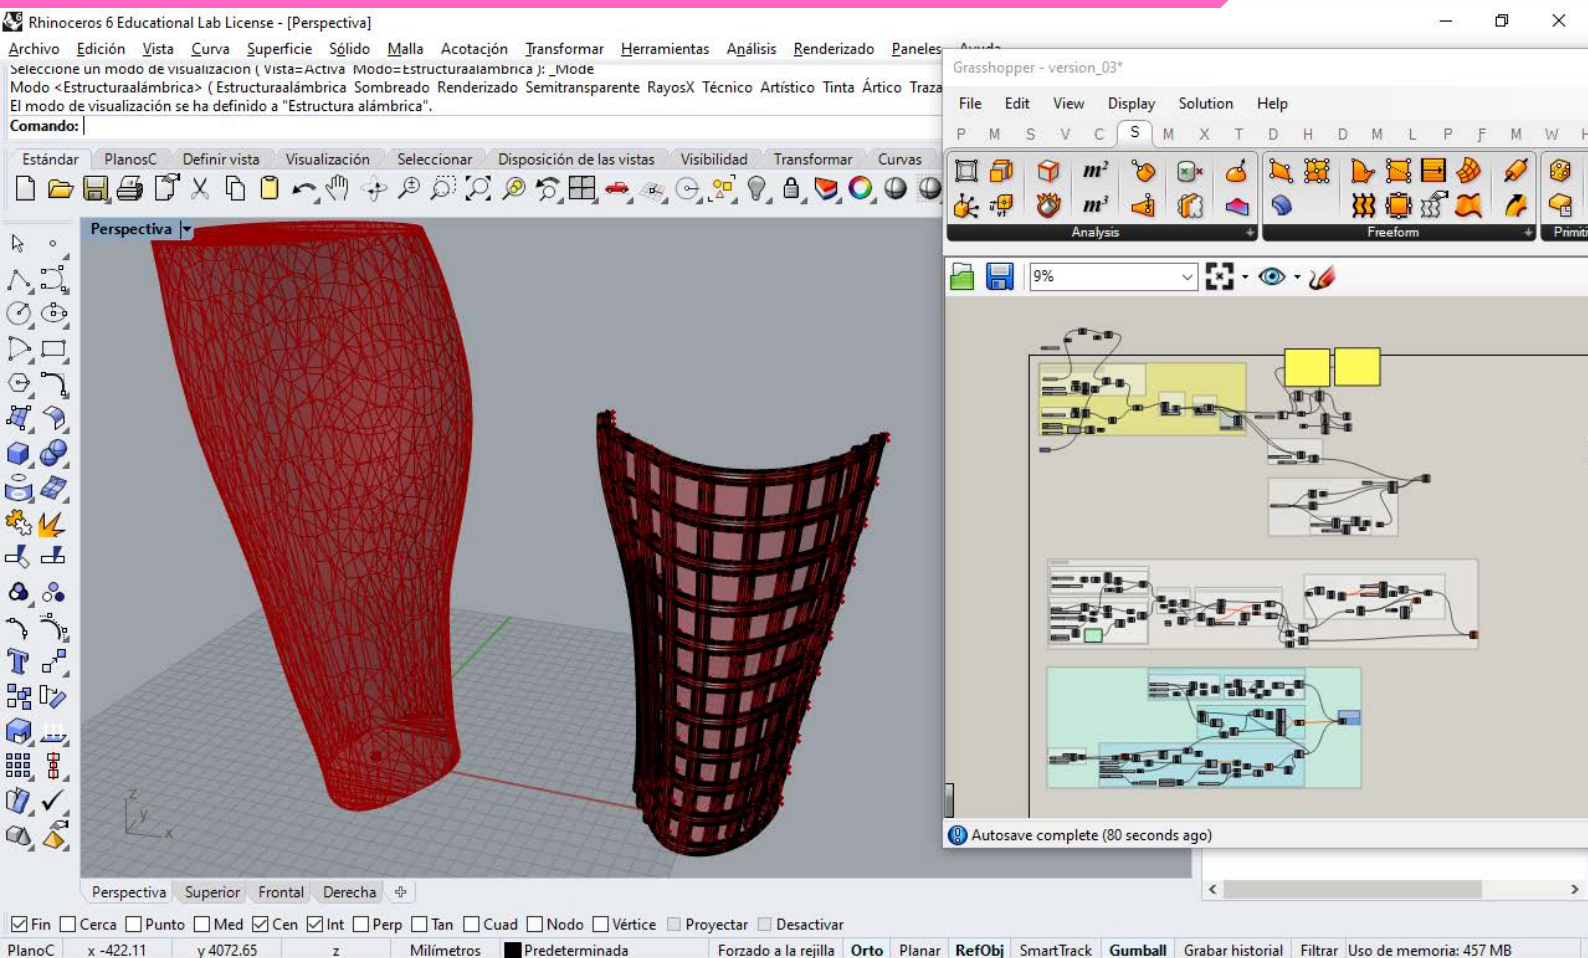 Rhinoceros 6 Educational Lab License - [Perspectiva]
Archivo Edición Vista Curva Superficie Sólido Malla Acotación Transformar Herramientas Análisis Renderizado Paneles Ayuda
Seleccione un modo de visualización ( Vista=Activa Modo=Estructuraalámbrica ): _Mode
Modo <Estructuraalámbrica> ( Estructuraalámbrica Sombreado Renderizado Semitransparente RayosX Técnico Artístico Tinta Ártico Traza
El modo de visualización se ha definido a "Estructura alámbrica".
Comando:
Estándar PlanosC Definir vista Visualización Seleccionar Disposición de las vistas Visibilidad Transformar Curvas
Perspectiva
z
y
x
Grasshopper - version_03*
File Edit View Display Solution Help
P M S V C S M X T D H D M L P F M W H
m²
m³
Analysis Freeform Primiti
9%
Autosave complete (80 seconds ago)
Perspectiva Superior Frontal Derecha
Fin Cerca Punto Med Cen Int Perp Tan Cuad Nodo Vértice Proyectar Desactivar
PlanoC x -422.11 y 4072.65 z Milímetros Predeterminada Forzado a la rejilla Orto Planar RefObj SmartTrack Gumball Grabar historial Filtrar Uso de memoria: 457 MB